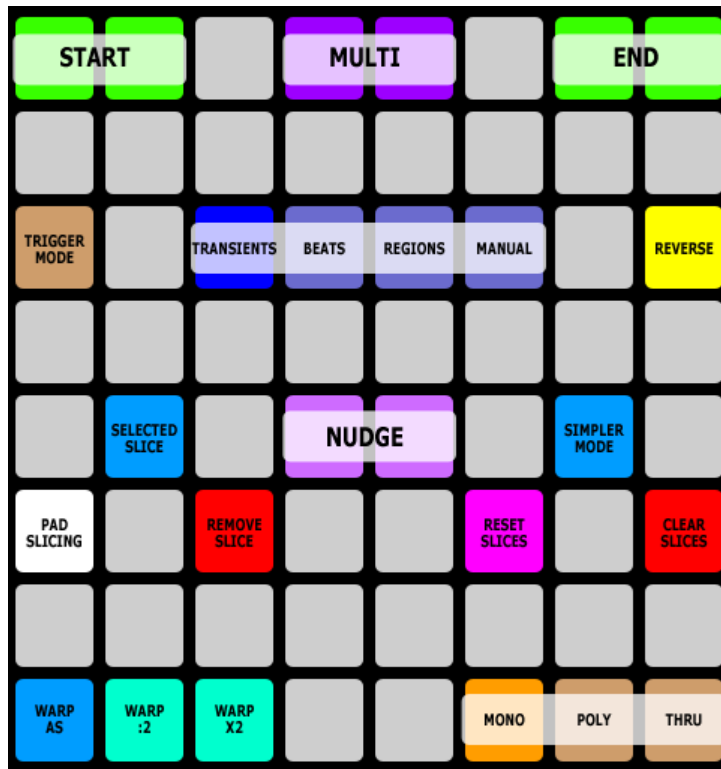 START MULTI END
TRIGGER
MODE
TRANSIENTS BEATS REGIONS MANUAL
REVERSE
SELECTED
SLICE
NUDGE
SIMPLER
MODE
PAD
SLICING
REMOVE
SLICE
RESET
SLICES
CLEAR
SLICES
WARP
AS
WARP
:2
WARP
X2
MONO POLY THRU